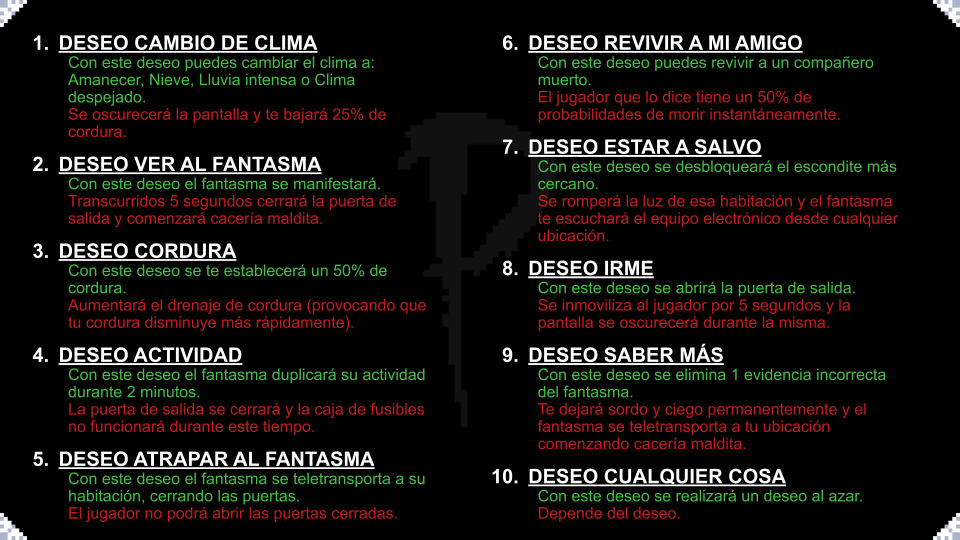 1. DESEO CAMBIO DE CLIMA
Con este deseo puedes cambiar el clima a:
Amanecer, Nieve, Lluvia intensa o Clima
despejado.
Se oscurecerá la pantalla y te bajará 25% de
cordura.
2. DESEO VER AL FANTASMA
Con este deseo el fantasma se manifestará.
Transcurridos 5 segundos cerrará la puerta de
salida y comenzará cacería maldita.
3. DESEO CORDURA
Con este deseo se te establecerá un 50% de
cordura.
Aumentará el drenaje de cordura (provocando que
tu cordura disminuye más rápidamente).
4. DESEO ACTIVIDAD
Con este deseo el fantasma duplicará su actividad
durante 2 minutos.
La puerta de salida se cerrará y la caja de fusibles
no funcionará durante este tiempo.
5. DESEO ATRAPAR AL FANTASMA
Con este deseo el fantasma se teletransporta a su
habitación, cerrando las puertas.
El jugador no podrá abrir las puertas cerradas.
6. DESEO REVIVIR A MI AMIGO
Con este deseo puedes revivir a un compañero
muerto.
El jugador que lo dice tiene un 50% de
probabilidades de morir instantáneamente.
7. DESEO ESTAR A SALVO
Con este deseo se desbloqueará el escondite más
cercano.
Se romperá la luz de esa habitación y el fantasma
te escuchará el equipo electrónico desde cualquier
ubicación.
8. DESEO IRME
Con este deseo se abrirá la puerta de salida.
Se inmoviliza al jugador por 5 segundos y la
pantalla se oscurecerá durante la misma.
9. DESEO SABER MÁS
Con este deseo se elimina 1 evidencia incorrecta
del fantasma.
Te dejará sordo y ciego permanentemente y el
fantasma se teletransporta a tu ubicación
comenzando cacería maldita.
10. DESEO CUALQUIER COSA
Con este deseo se realizará un deseo al azar.
Depende del deseo.